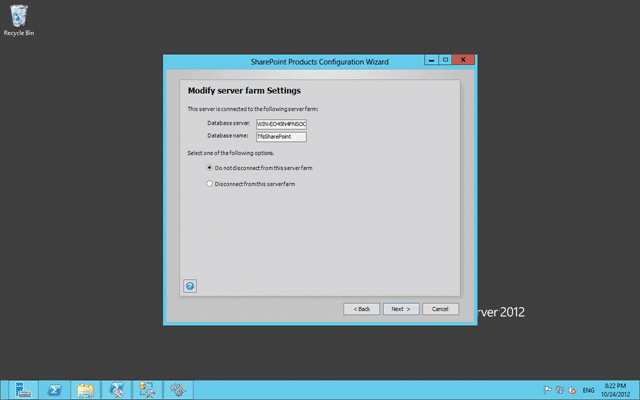 Recycle Bin
SharePoint Products Configuration Wizard
Modify server farm Settings
This server is connected to the following server farm:
Database server:
Database name: TfsSharePoint
Select one of the following options.
Do not disconnect from this server farm
Disconnect from this server farm
< Back Next > Cancel
rver 2012
ENG
8:22 PM
10/24/2012